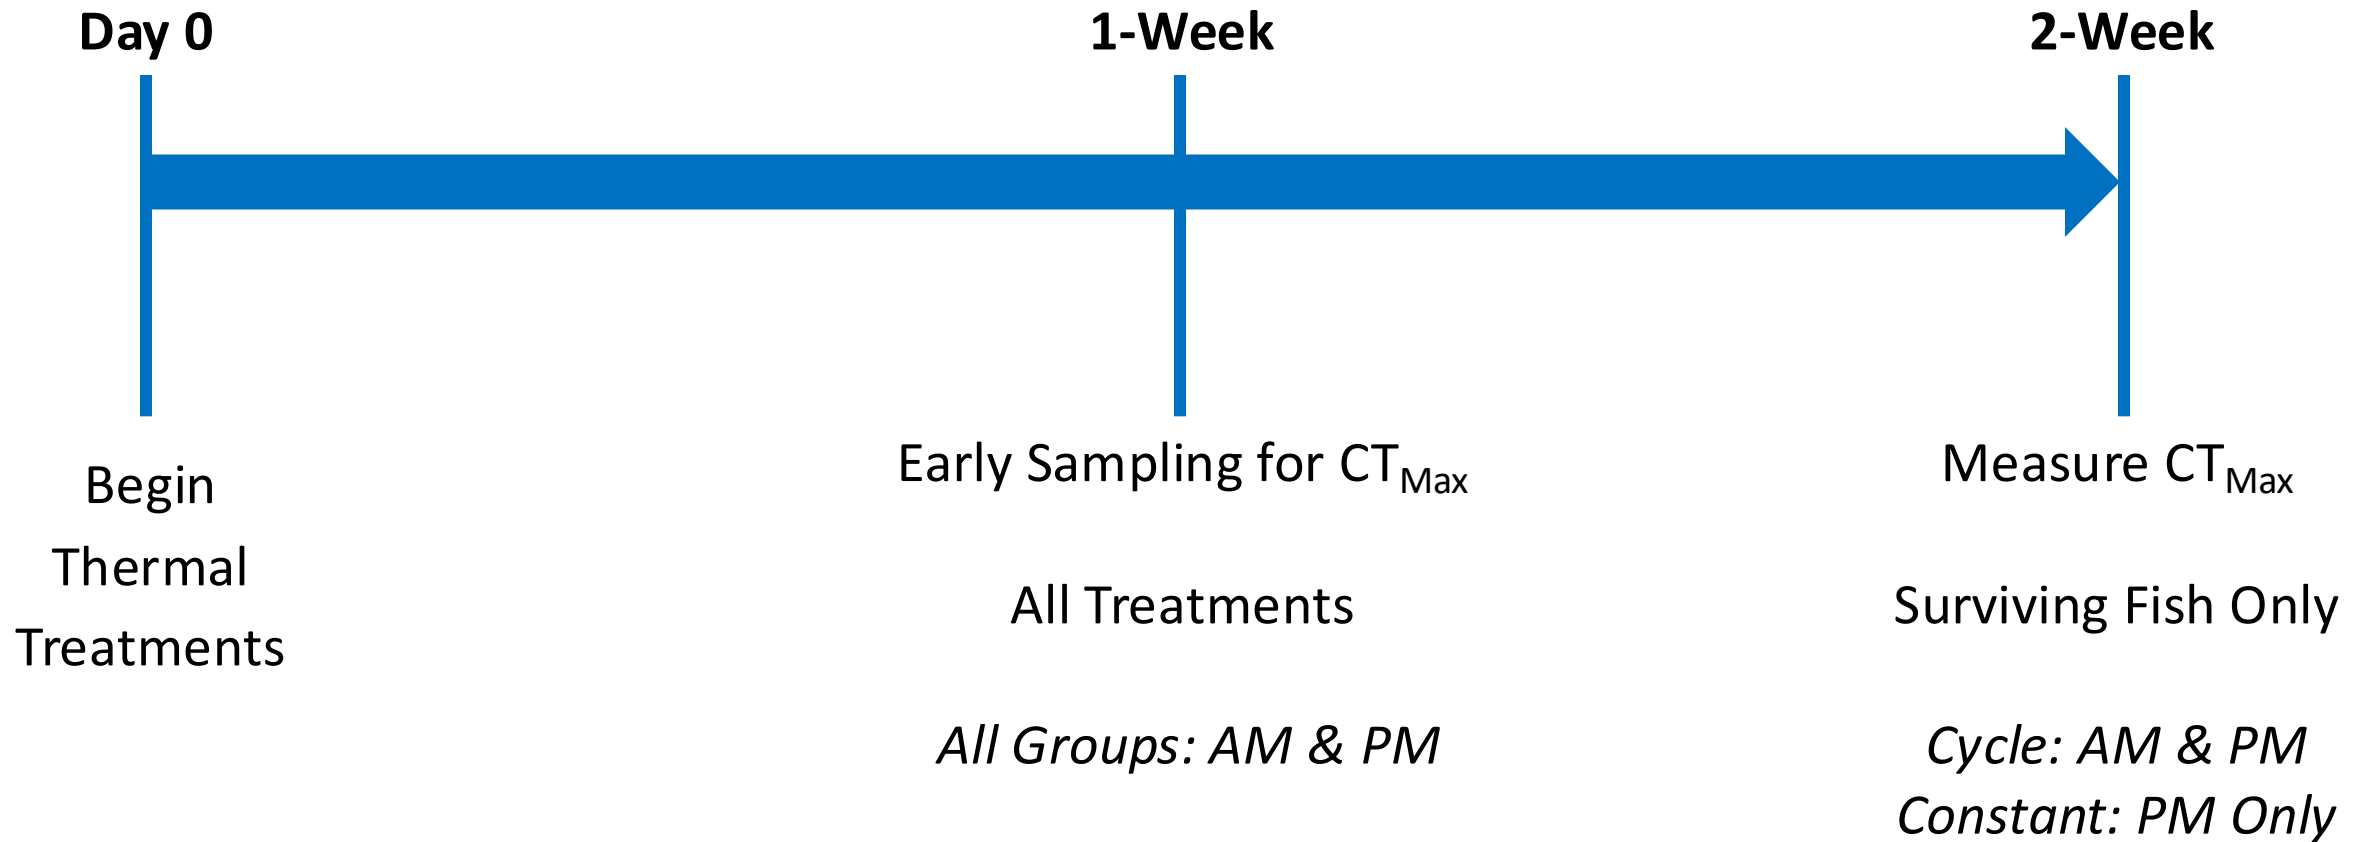 Day 0
1-Week
2-Week
Begin
Thermal
Treatments
Early Sampling for CTMax
All Treatments
All Groups: AM & PM
Measure CTMax
Surviving Fish Only
Cycle: AM & PM
Constant: PM Only